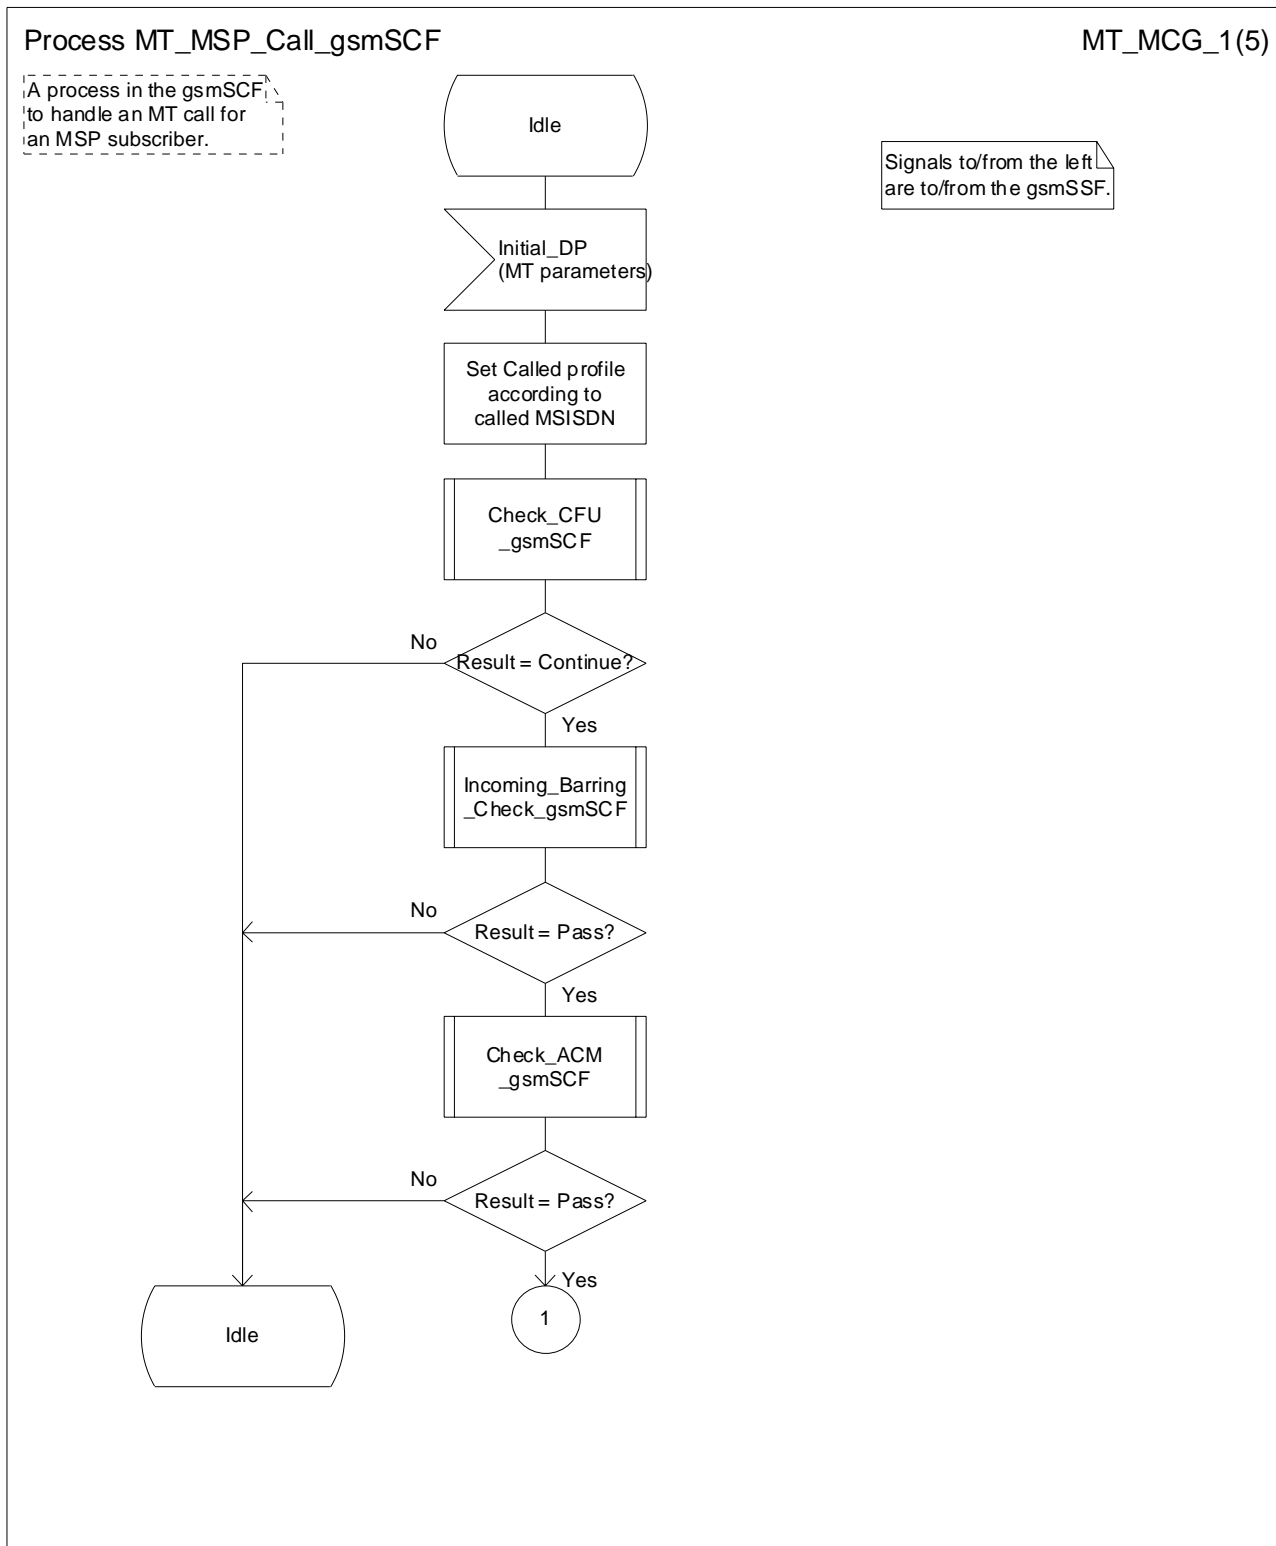 Process MT_MSP_Call_gsmSCF
MT_MCG_1(5)
A process in the gsmSCF
to handle an MT call for
an MSP subscriber.
Idle
Signals to/from the left
are to/from the gsmSSF.
Initial_DP
(MT parameters)
Set Called profile
according to
called MSISDN
Check_CFU
_gsmSCF
No
Result = Continue?
Yes
Incoming_Barring
_Check_gsmSCF
No
Result = Pass?
Yes
Check_ACM
_gsmSCF
No
Result = Pass?
Yes
1
Idle